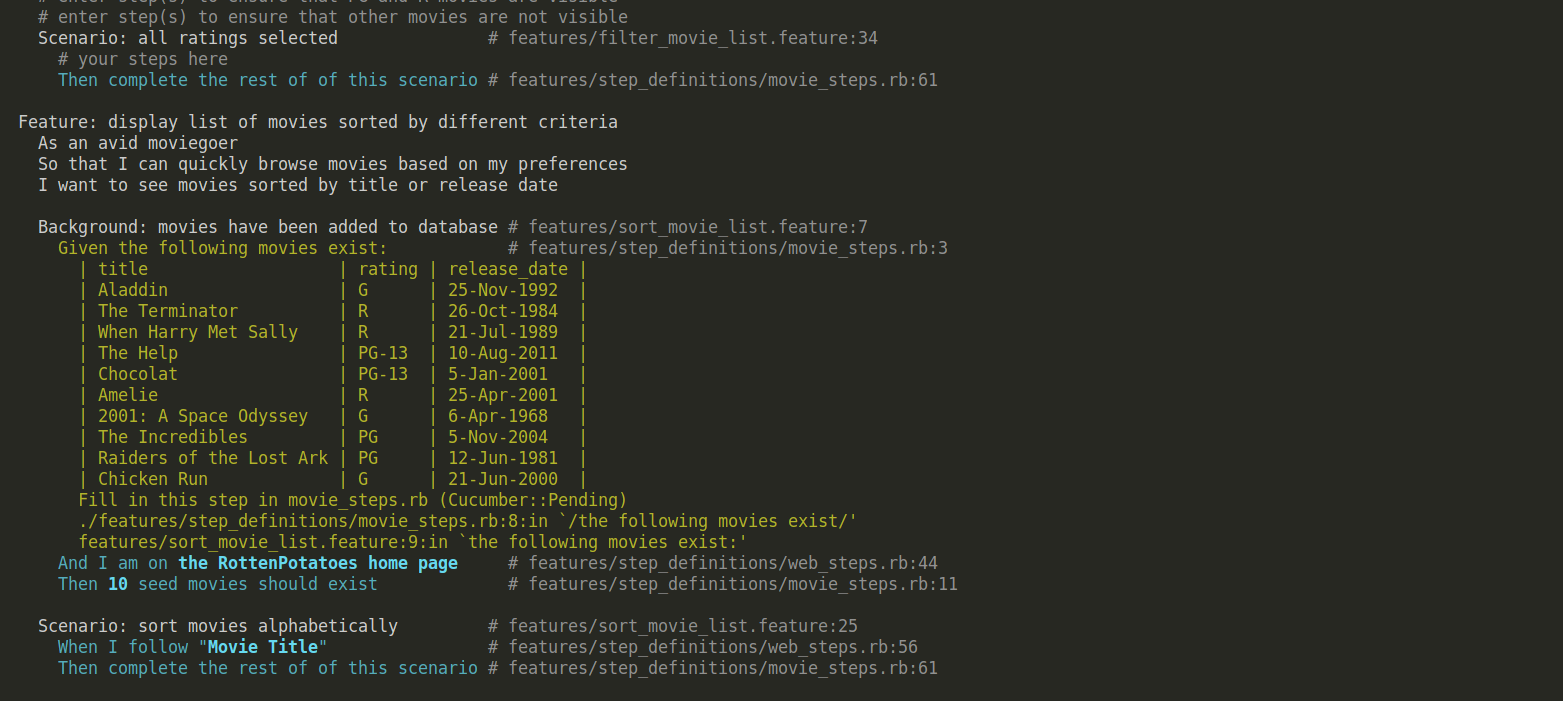 # enter step(s) to ensure that other movies are not visible
Scenario: all ratings selected # features/filter_movie_list.feature:34
# your steps here
Then complete the rest of of this scenario # features/step_definitions/movie_steps.rb:61
Feature: display list of movies sorted by different criteria
As an avid moviegoer
So that I can quickly browse movies based on my preferences
I want to see movies sorted by title or release date
Background: movies have been added to database # features/sort_movie_list.feature:7
Given the following movies exist: # features/step_definitions/movie_steps.rb:3
| title | rating | release_date |
| Aladdin | G | 25-Nov-1992 |
| The Terminator | R | 26-Oct-1984 |
| When Harry Met Sally | R | 21-Jul-1989 |
| The Help | PG-13 | 10-Aug-2011 |
| Chocolat | PG-13 | 5-Jan-2001 |
| Amelie | R | 25-Apr-2001 |
| 2001: A Space Odyssey | G | 6-Apr-1968 |
| The Incredibles | PG | 5-Nov-2004 |
| Raiders of the Lost Ark | PG | 12-Jun-1981 |
| Chicken Run | G | 21-Jun-2000 |
Fill in this step in movie_steps.rb (Cucumber::Pending)
./features/step_definitions/movie_steps.rb:8:in `/the following movies exist/'
features/sort_movie_list.feature:9:in `the following movies exist:'
And I am on the RottenPotatoes home page # features/step_definitions/web_steps.rb:44
Then 10 seed movies should exist # features/step_definitions/movie_steps.rb:11
Scenario: sort movies alphabetically # features/sort_movie_list.feature:25
When I follow "Movie Title" # features/step_definitions/web_steps.rb:56
Then complete the rest of of this scenario # features/step_definitions/movie_steps.rb:61